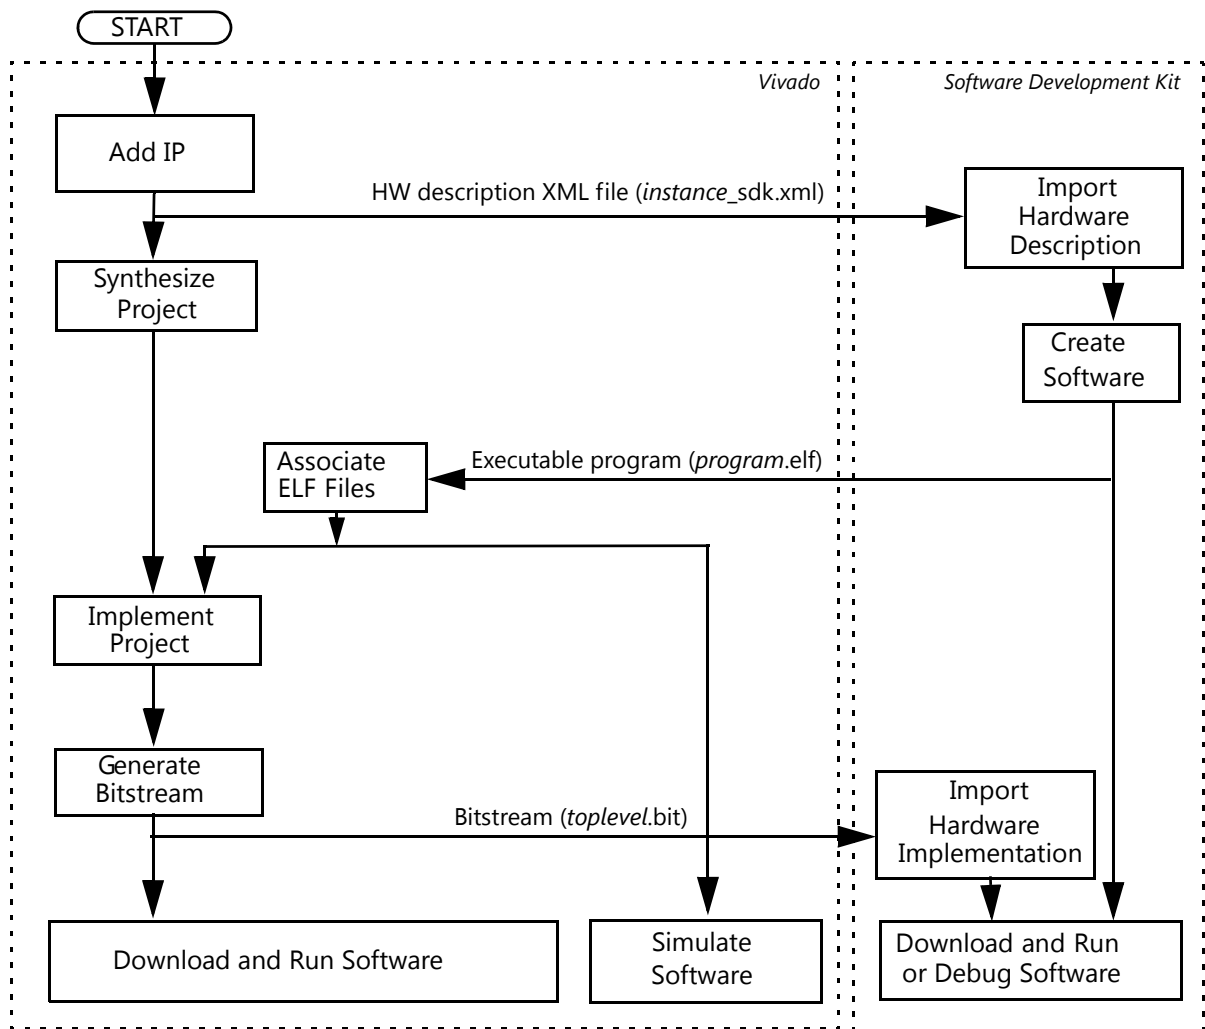 START
Vivado
Software Development Kit
Add IP
HW description XML file (instance_sdk.xml)
Import
Hardware
Description
Synthesize
Project
Create
Software
Associate
ELF Files
Executable program (program.elf)
Implement
Project
Generate
Bitstream
Bitstream (toplevel.bit)
Import
Hardware
Implementation
Download and Run Software
Simulate
Software
Download and Run
or Debug Software